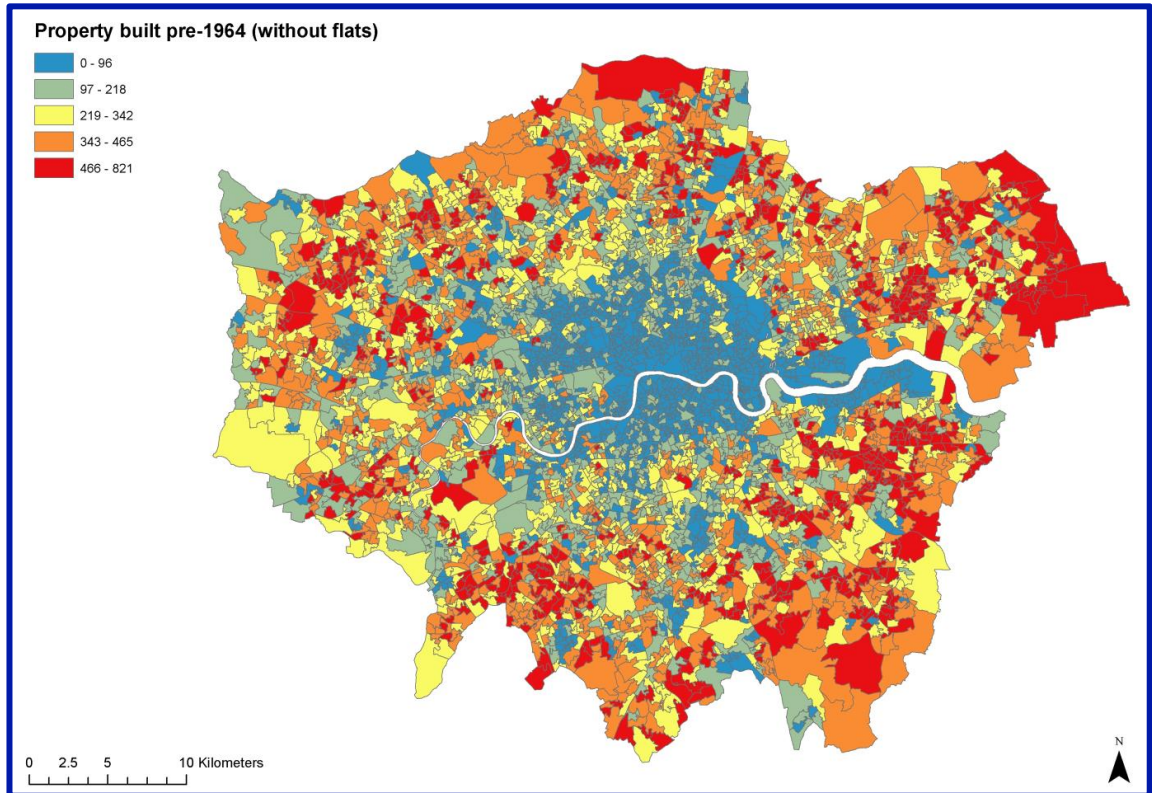 Property built pre-1964 (without flats)
0 - 96
97 - 218
219 - 342
343 - 465
466 - 821
0 2.5 5 10 Kilometers
N